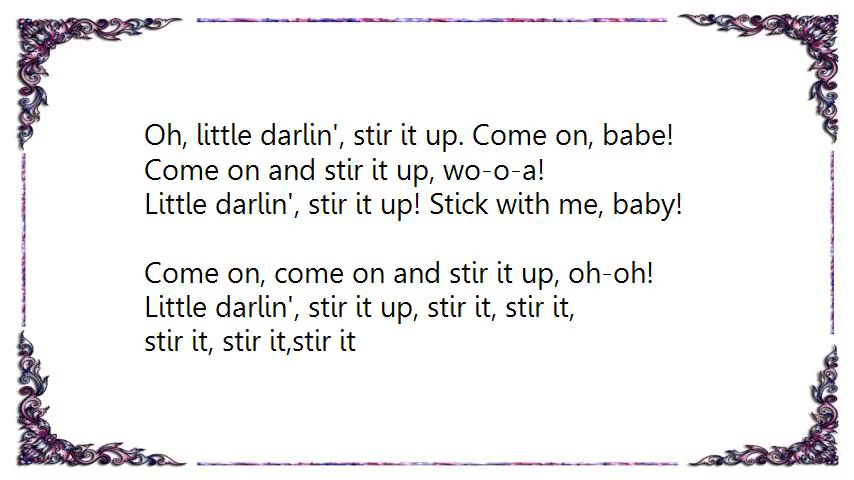 Oh, little darlin', stir it up. Come on, babe!
Come on and stir it up, wo-o-a!
Little darlin', stir it up! Stick with me, baby!
Come on, come on and stir it up, oh-oh!
Little darlin', stir it up, stir it, stir it,
stir it, stir it,stir it